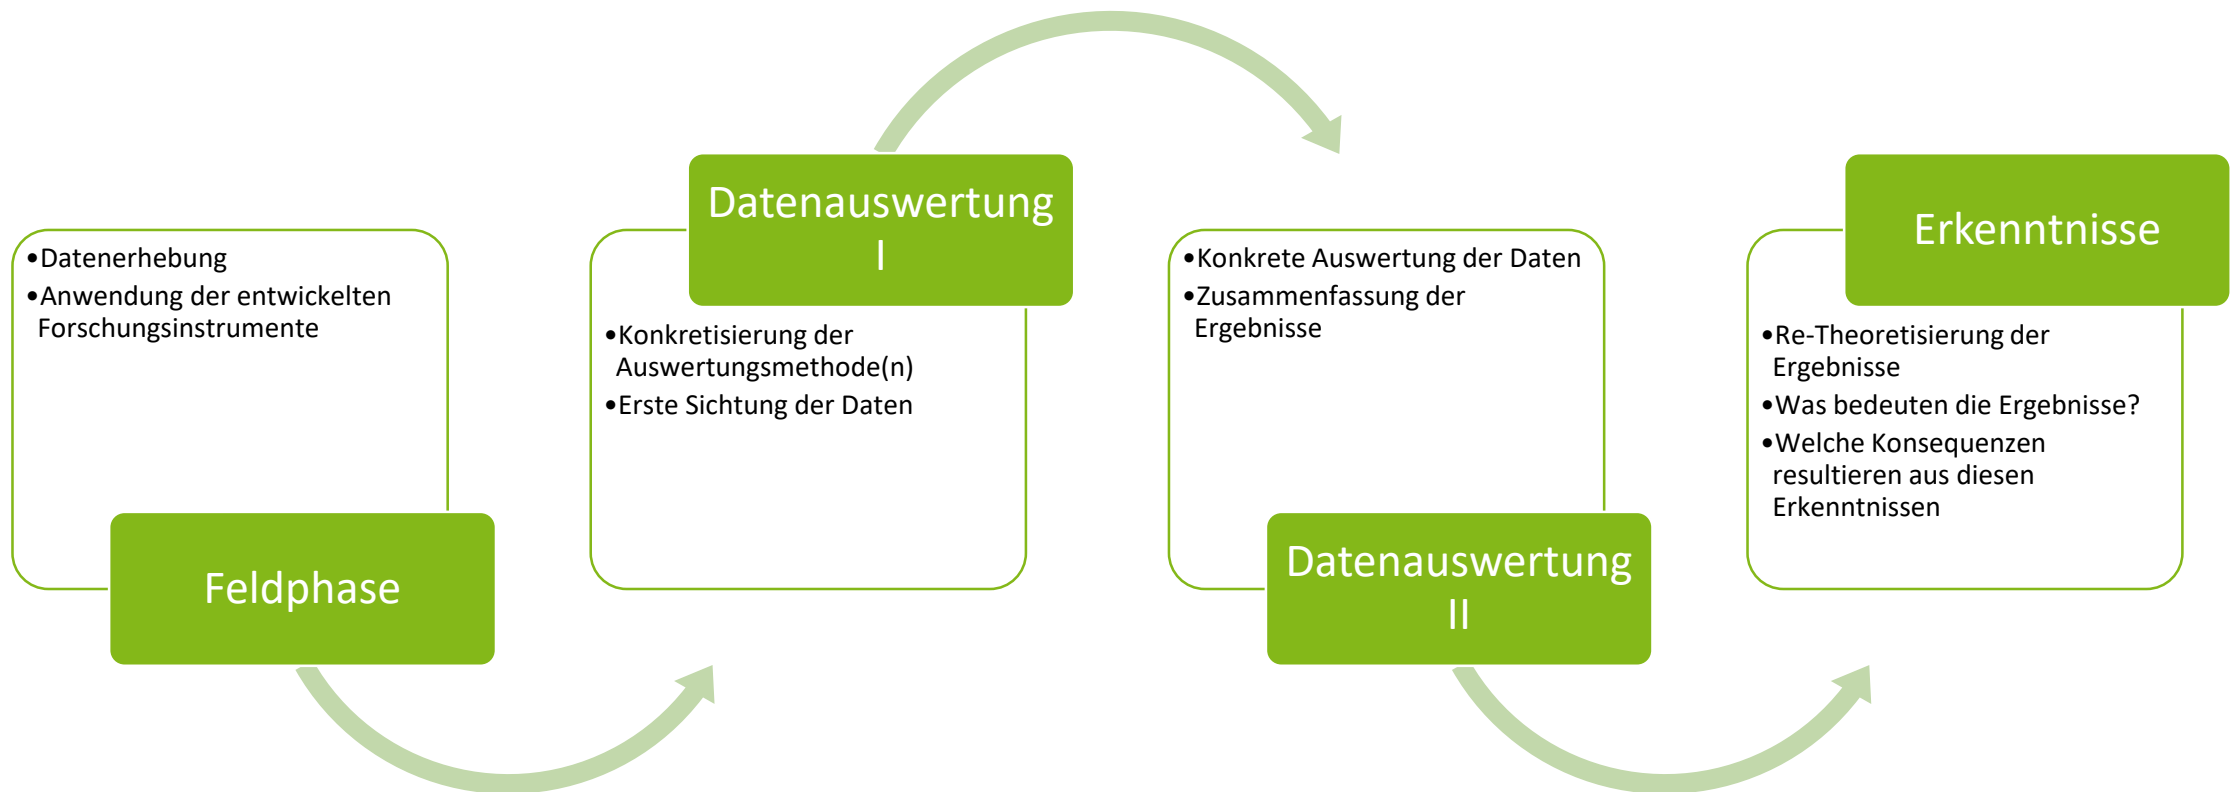 •Datenerhebung
•Anwendung der entwickelten
Forschungsinstrumente
Feldphase
Datenauswertung
I
•Konkretisierung der
Auswertungsmethode(n)
•Erste Sichtung der Daten
•Konkrete Auswertung der Daten
•Zusammenfassung der
Ergebnisse
Datenauswertung
II
Erkenntnisse
•Re-Theoretisierung der
Ergebnisse
•Was bedeuten die Ergebnisse?
•Welche Konsequenzen
resultieren aus diesen
Erkenntnissen